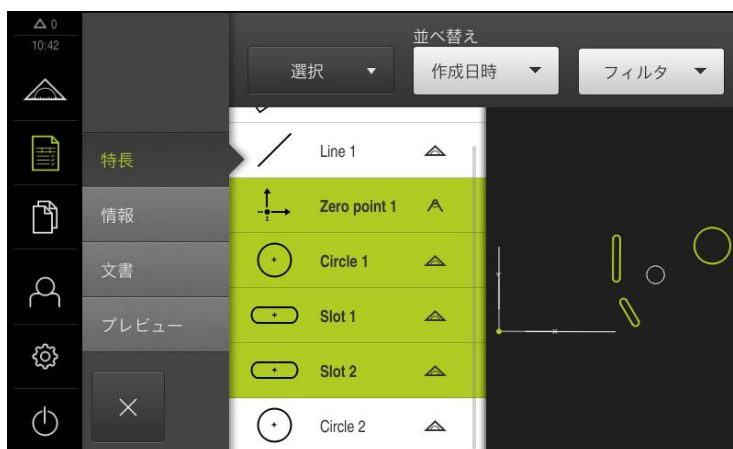 0
10:42
並べ替え
選択
作成日時
フィルタ
特長
情報
文書
プレビュー
Line 1
Zero point 1
Circle 1
Slot 1
Slot 2
Circle 2
Y
X